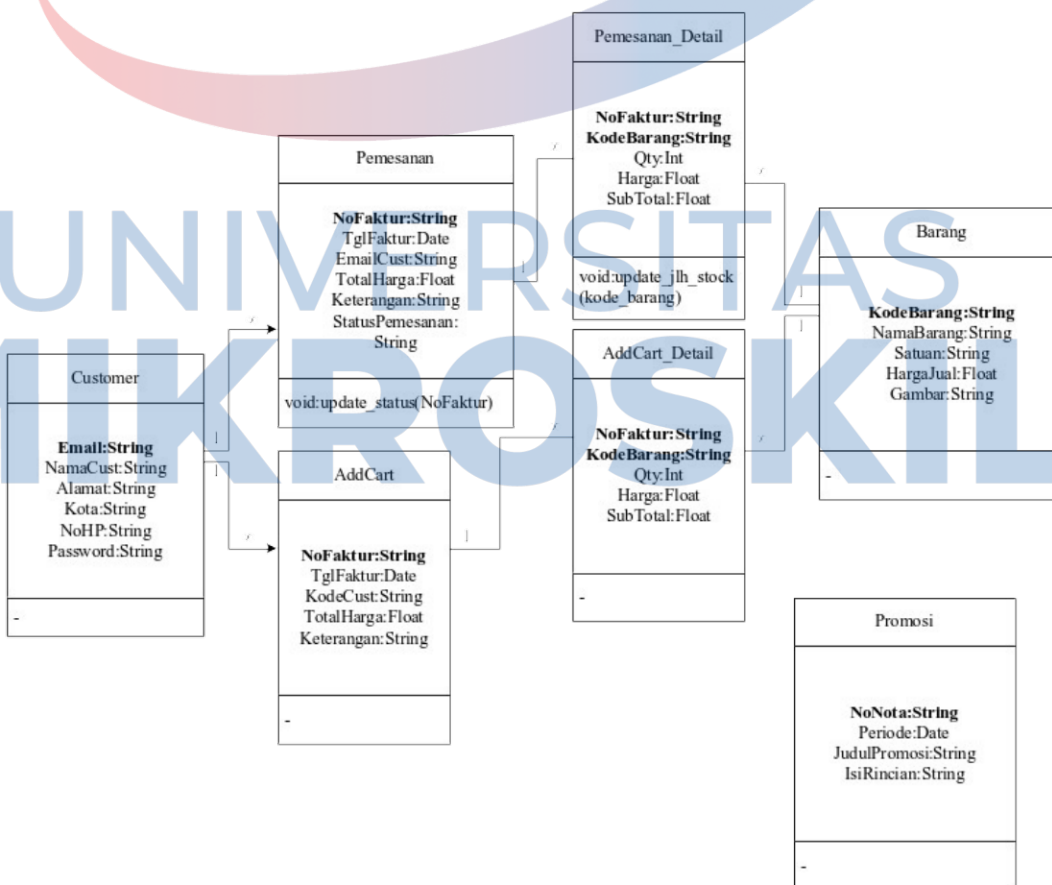 Pemesanan_Detail
NoFaktur:String
KodeBarang:String
Qty:Int
Harga:Float
SubTotal:Float
void:update_jlh_stock
(kode_barang)
Pemesanan
NoFaktur:String
TglFaktur:Date
EmailCust:String
TotalHarga:Float
Keterangan:String
StatusPemesanan:
String
void:update_status(NoFaktur)
UNIVERSITAS
MIKROSKIL
Barang
KodeBarang:String
NamaBarang:String
Satuan:String
HargaJual:Float
Gambar:String
-
Customer
Email:String
NamaCust:String
Alamat:String
Kota:String
NoHP:String
Password:String
-
AddCart_Detail
NoFaktur:String
KodeBarang:String
Qty:Int
Harga:Float
SubTotal:Float
-
AddCart
NoFaktur:String
TglFaktur:Date
KodeCust:String
TotalHarga:Float
Keterangan:String
-
Promosi
NoNota:String
Periode:Date
JudulPromosi:String
IsiRincian:String
-